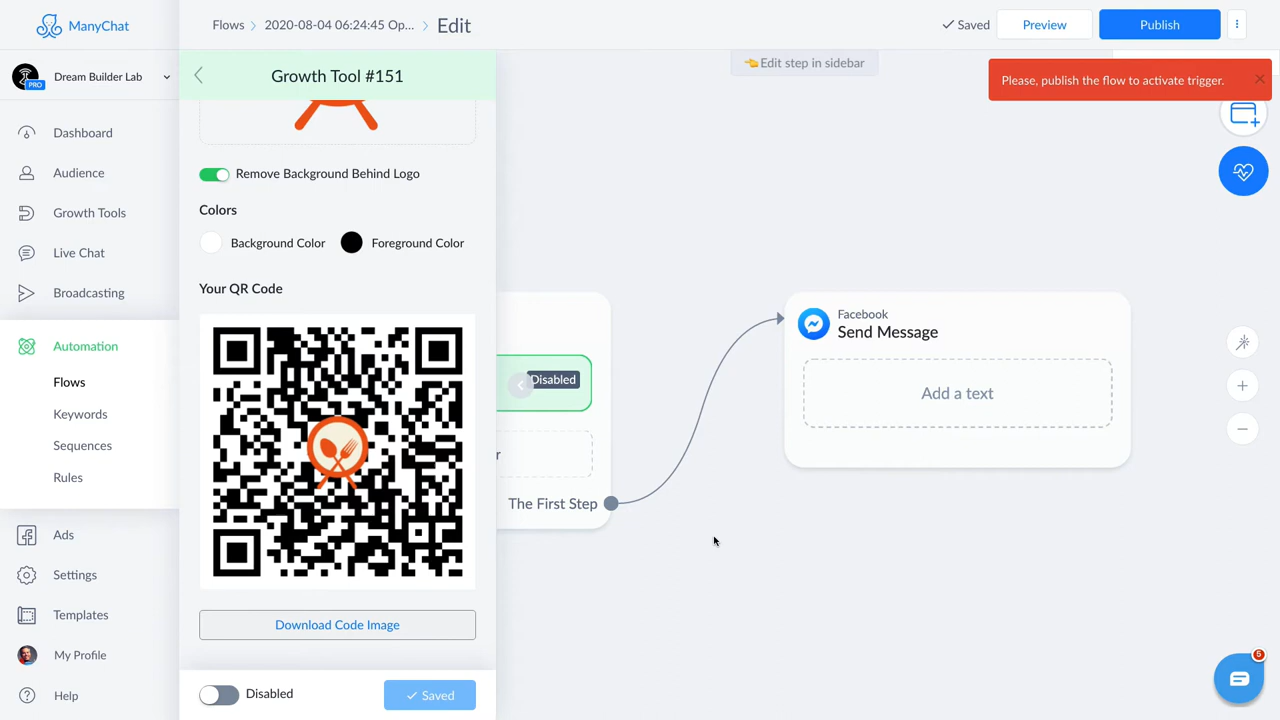 ManyChat
Flows
2020-08-04 06:24:45 Op...
Edit
Saved
Preview
Publish
Dream Builder Lab
PRO
Growth Tool #151
👈Edit step in sidebar
Please, publish the flow to activate trigger.
Dashboard
Audience
Growth Tools
Live Chat
Broadcasting
Automation
Flows
Keywords
Sequences
Rules
Ads
Settings
Templates
My Profile
Help
Remove Background Behind Logo
Colors
Background Color
Foreground Color
Your QR Code
Download Code Image
Disabled
Saved
Disabled
r
The First Step
Facebook
Send Message
Add a text
5